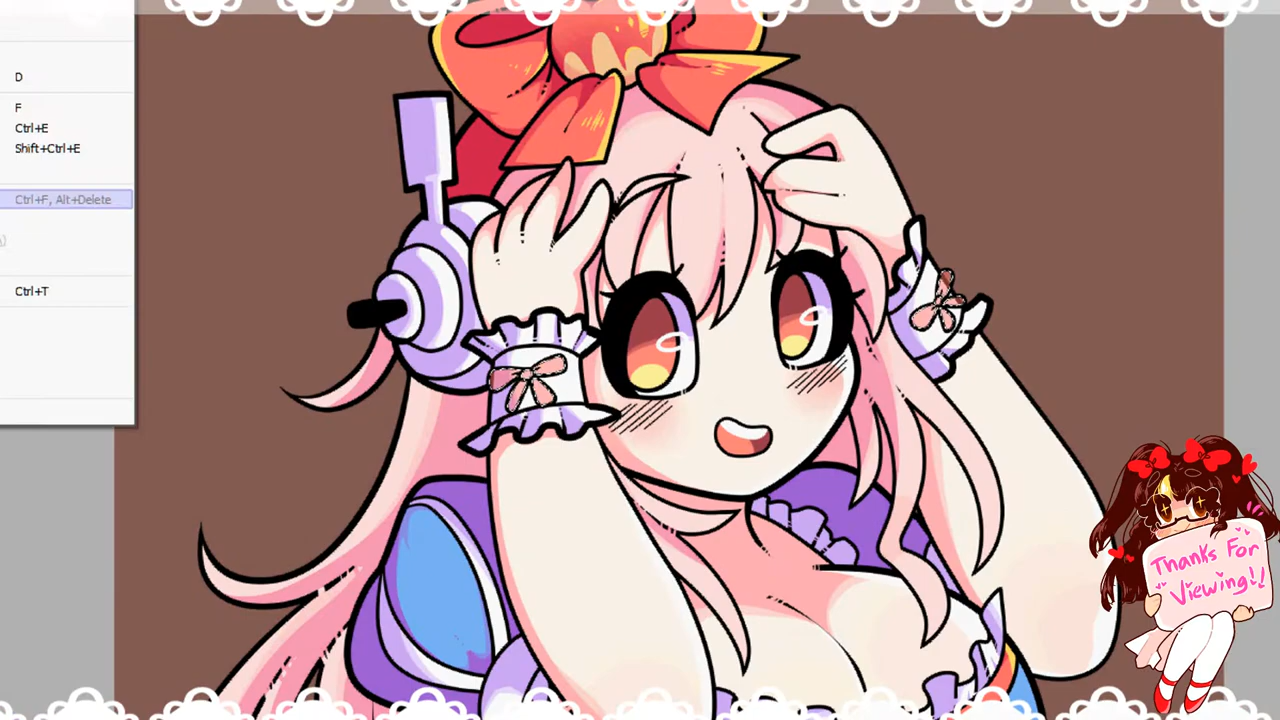 D
F
Ctrl+E
Shift+Ctrl+E
Ctrl+F, Alt+Delete
Ctrl+T
Thanks For
Viewing!!